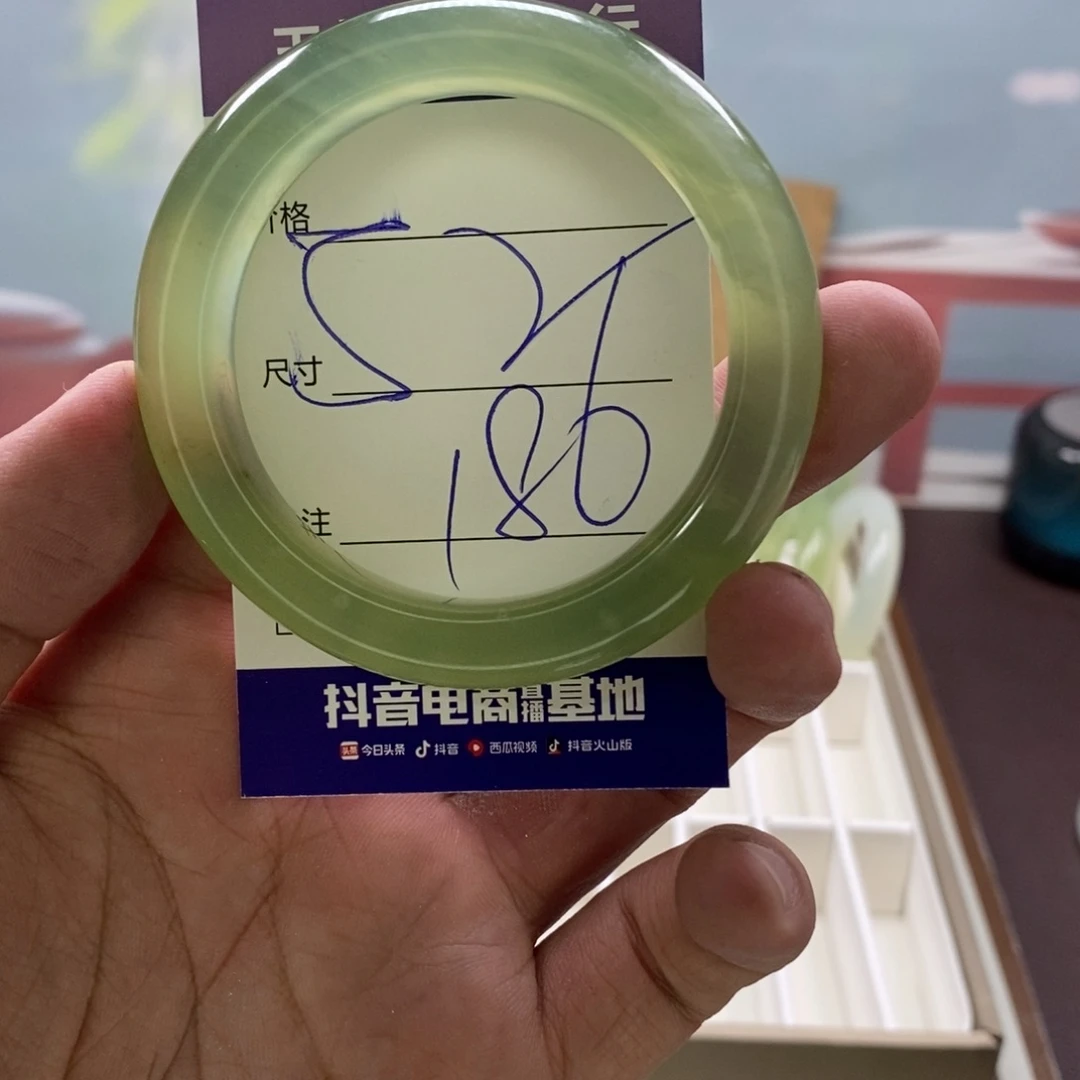 格
尺寸
186
注
抖音电商直播基地
今日头条 抖音 西瓜视频 抖音火山版